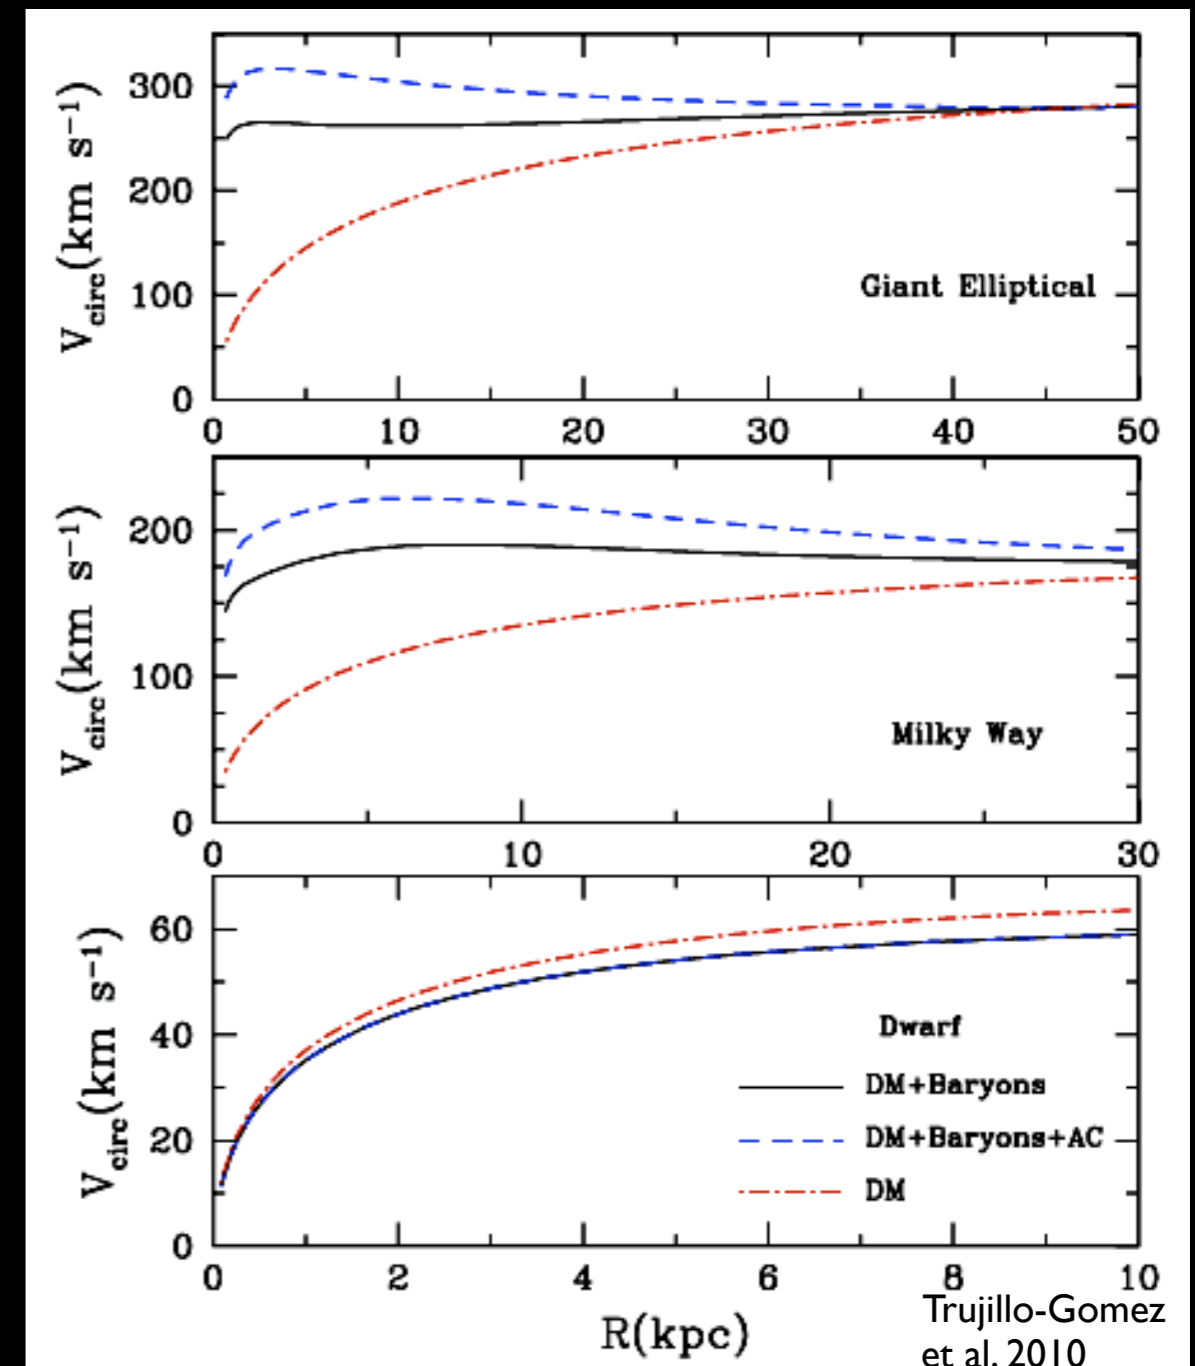 300
200
100
0
V_circ(km s⁻¹)
Giant Elliptical
0 10 20 30 40 50
200
100
0
V_circ(km s⁻¹)
Milky Way
0 10 20 30
60
40
20
0
V_circ(km s⁻¹)
Dwarf
DM+Baryons
DM+Baryons+AC
DM
0 2 4 6 8 10
R(kpc)
Trujillo-Gomez
et al. 2010